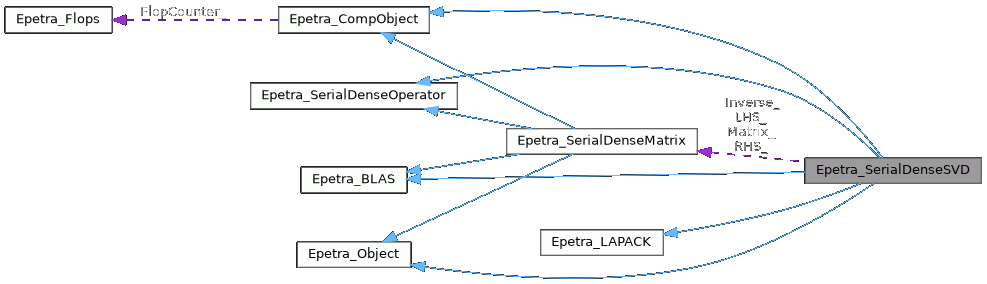 Epetra_Flops
FlopCounter_
Epetra_CompObject
Epetra_SerialDenseOperator
Inverse_
LHS_
Matrix_
RHS_
Epetra_SerialDenseMatrix
Epetra_SerialDenseSVD
Epetra_BLAS
Epetra_LAPACK
Epetra_Object